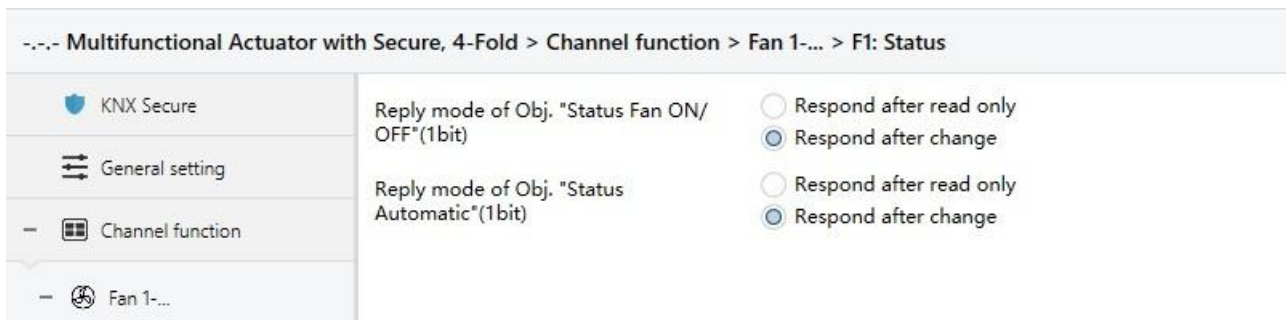 -.-.- Multifunctional Actuator with Secure, 4-Fold > Channel function > Fan 1-... > F1: Status
KNX Secure
General setting
Channel function
Fan 1-...
Reply mode of Obj. "Status Fan ON/
OFF"(1bit)
Respond after read only
Respond after change
Reply mode of Obj. "Status
Automatic"(1bit)
Respond after read only
Respond after change